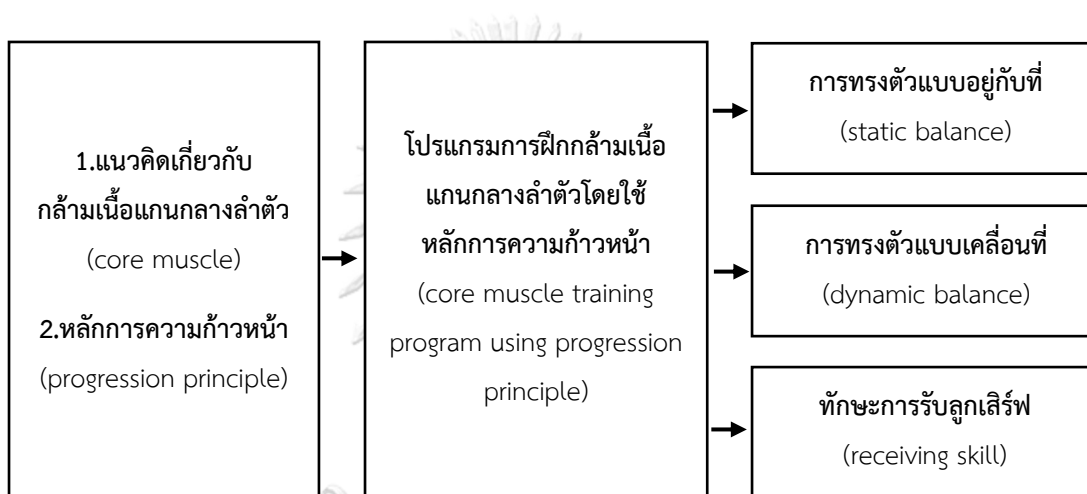 1.แนวคิดเกี่ยวกับ
กล้ามเนื้อแกนกลางลำตัว
(core muscle)
2.หลักการความก้าวหน้า
(progression principle)
โปรแกรมการฝึกกล้ามเนื้อ
แกนกลางลำตัวโดยใช้
หลักการความก้าวหน้า
(core muscle training
program using progression
principle)
การทรงตัวแบบอยู่กับที่
(static balance)
การทรงตัวแบบเคลื่อนที่
(dynamic balance)
ทักษะการรับลูกเสิร์ฟ
(receiving skill)